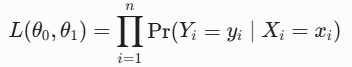 L(θ₀, θ₁) = ∏ᵢ₌₁ⁿ Pr(Yᵢ = yᵢ | Xᵢ = xᵢ)